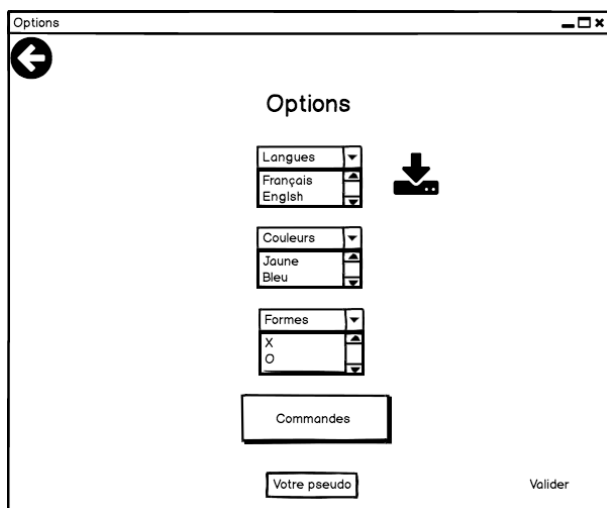 Options
Options
Langues
Français
Englsh
Couleurs
Jaune
Bleu
Formes
X
O
Commandes
Votre pseudo
Valider